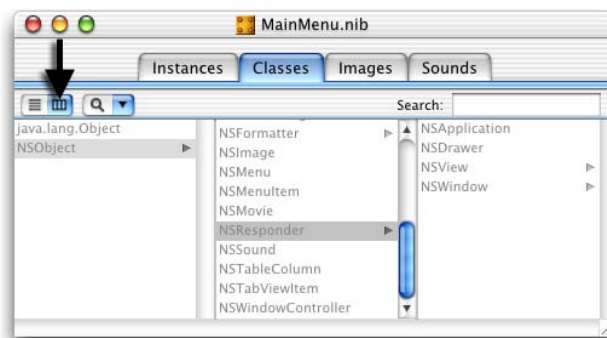 MainMenu.nib
Instances Classes Images Sounds
Search:
java.lang.Object
NSObject
NSFormatter
NSImage
NSMenu
NSMenuItem
NSMovie
NSResponder
NSSound
NSTableColumn
NSTabViewItem
NSWindowController
NSApplication
NSDrawer
NSView
NSWindow